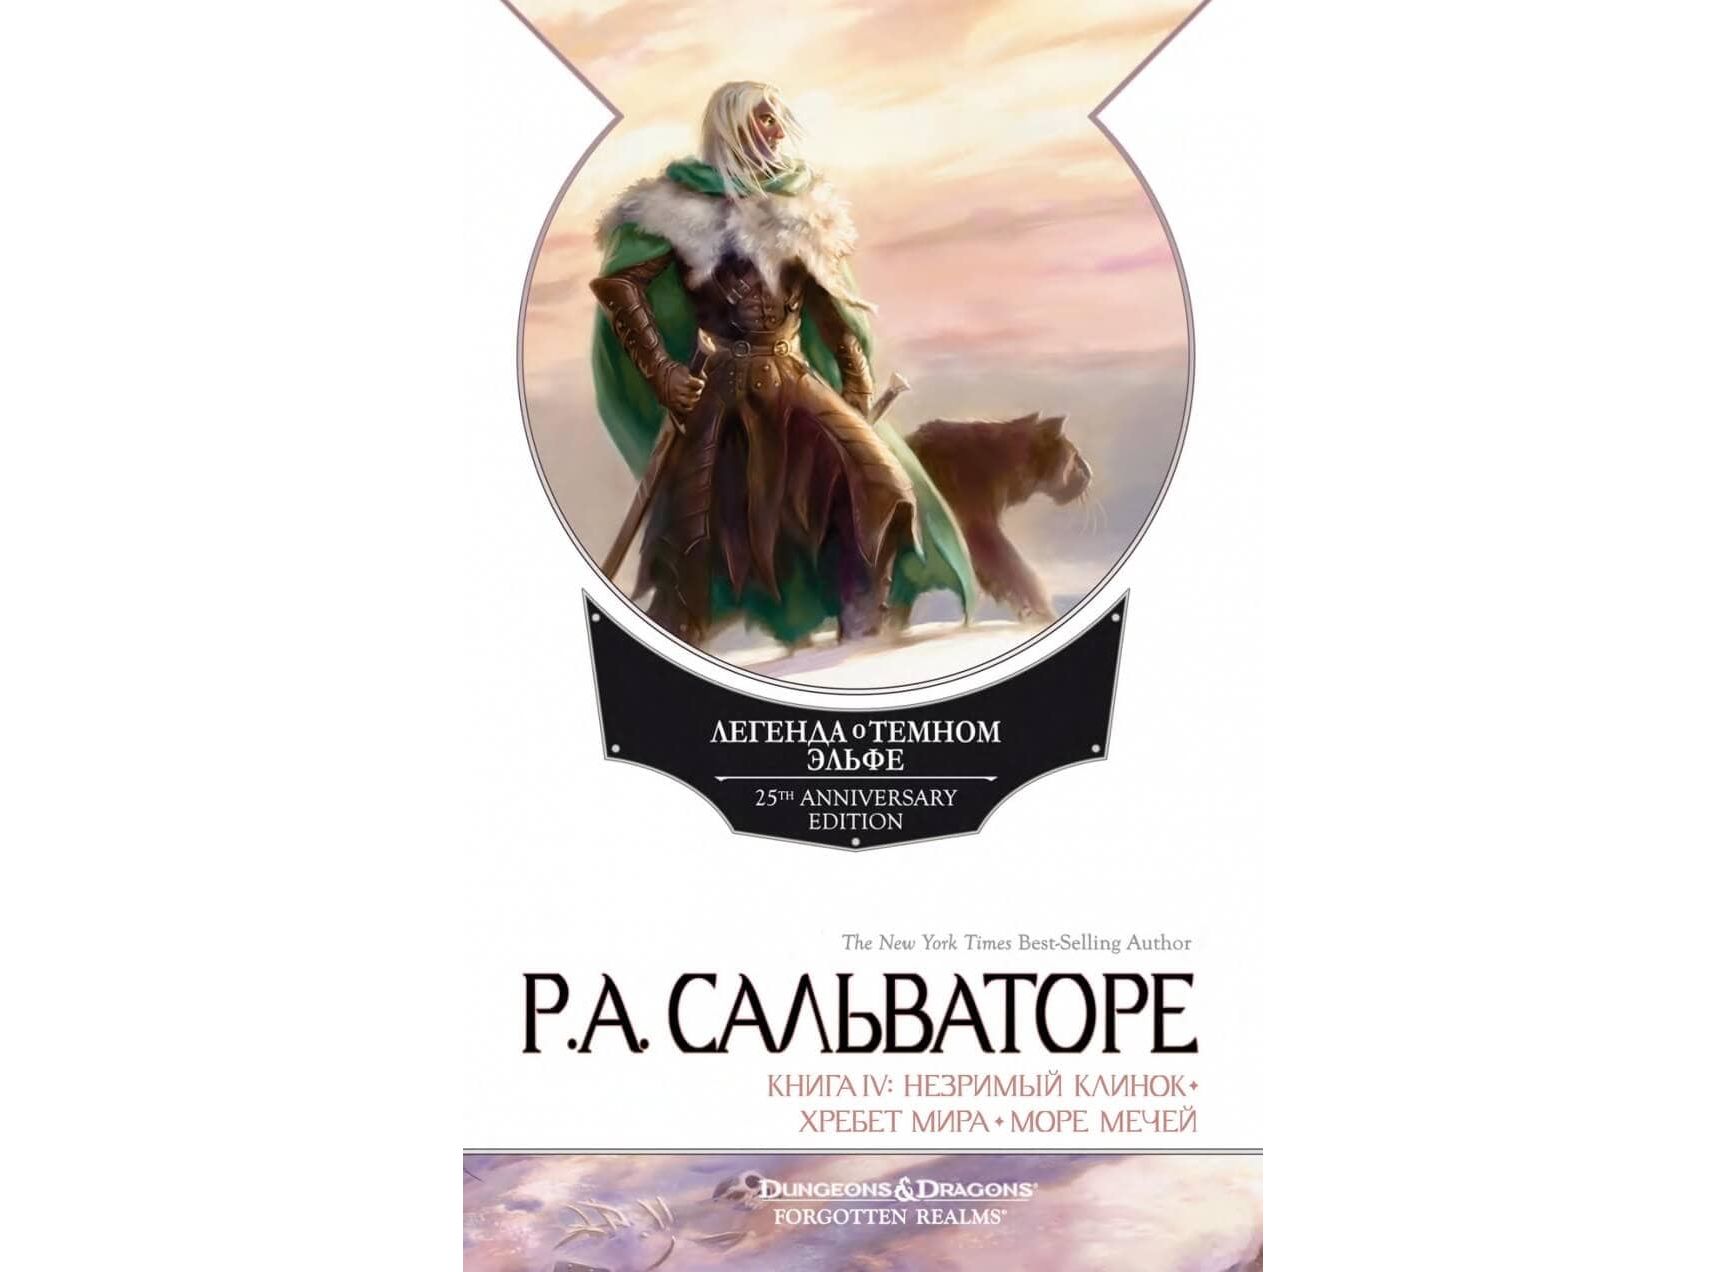 ЛЕГЕНДА о ТЕМНОМ
ЭЛЬФЕ
25TH ANNIVERSARY
EDITION
The New York Times Best-Selling Author
Р.А. САЛЬВАТОРЕ
КНИГА IV: НЕЗРИМЫЙ КЛИНОК✦
ХРЕБЕТ МИРА✦МОРЕ МЕЧЕЙ
DUNGEONS & DRAGONS®
FORGOTTEN REALMS®